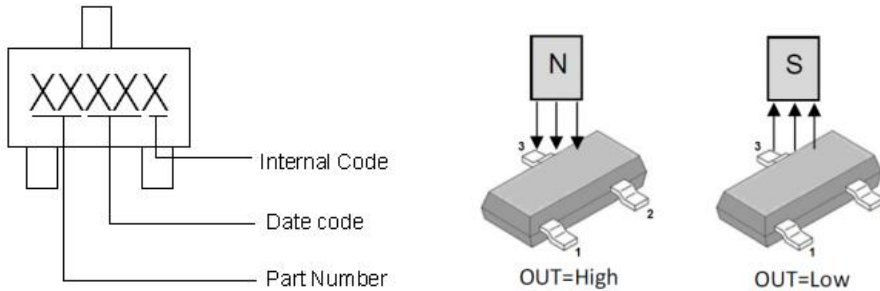 XXXXX
Internal Code
Date code
Part Number
N
3
2
1
OUT=High
S
3
1
OUT=Low